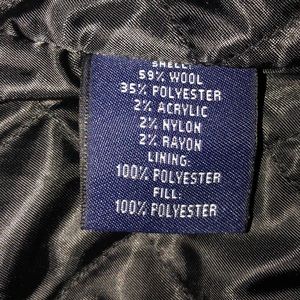 SHELL:
59% WOOL
35% POLYESTER
2% ACRYLIC
2% NYLON
2% RAYON
LINING:
100% POLYESTER
FILL:
100% POLYESTER